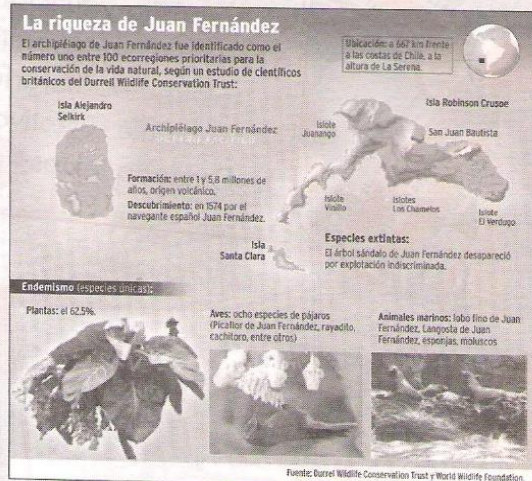 La riqueza de Juan Fernández
El archipiélago de Juan Fernández fue identificado como el
número uno entre 100 ecorregiones prioritarias para la
conservación de la vida natural, según un estudio de científicos
británicos del Durrell Wildlife Conservation Trust:
Ubicación: a 667 km frente
a las costas de Chile, a la
altura de La Serena.
Isla Alejandro
Selkirk
Archipiélago Juan Fernández
Formación: entre 1 y 5,8 millones de
años, origen volcánico.
Descubrimiento: en 1574 por el
navegante español Juan Fernández.
Isla
Santa Clara
Isla Robinson Crusoe
Islote
Juanango
San Juan Bautista
Islote
Vinillo
Islotes
Los Chamelos
Islote
El Verdugo
Especies extintas:
El árbol sándalo de Juan Fernández desapareció
por explotación indiscriminada.
Endemismo (especies únicas):
Plantas: el 62.5%.
Aves: ocho especies de pájaros
(Picaflor de Juan Fernández, rayadito,
cachitoro, entre otros)
Animales marinos: lobo fino de Juan
Fernández, Langosta de Juan
Fernández, esponjas, moluscos
Fuente: Durrel Wildlife Conservation Trust y World Wildlife Foundation